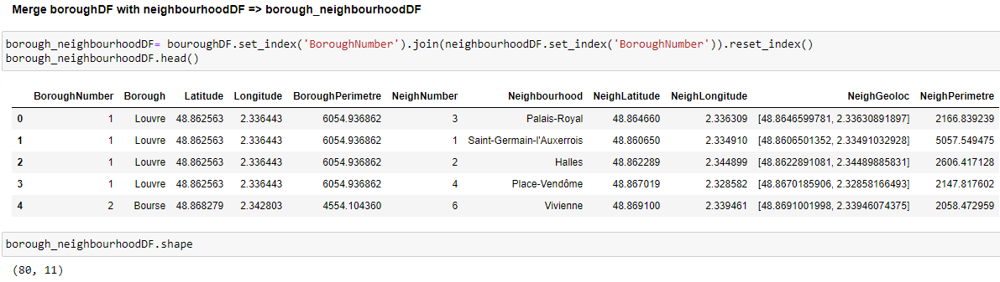 Merge boroughDF with neighbourhoodDF => borough_neighbourhoodDF
borough_neighbourhoodDF= bouroughDF.set_index('BoroughNumber').join(neighbourhoodDF.set_index('BoroughNumber')).reset_index()
borough_neighbourhoodDF.head()
BoroughNumber Borough Latitude Longitude BoroughPerimetre NeighNumber Neighbourhood NeighLatitude NeighLongitude NeighGeoloc NeighPerimetre
0 1 Louvre 48.862563 2.336443 6054.936862 3 Palais-Royal 48.864660 2.336309 [48.8646599781, 2.33630891897] 2166.839239
1 1 Louvre 48.862563 2.336443 6054.936862 1 Saint-Germain-l'Auxerrois 48.860650 2.334910 [48.8606501352, 2.33491032928] 5057.549475
2 1 Louvre 48.862563 2.336443 6054.936862 2 Halles 48.862289 2.344899 [48.8622891081, 2.34489885831] 2606.417128
3 1 Louvre 48.862563 2.336443 6054.936862 4 Place-Vendôme 48.867019 2.328582 [48.8670185906, 2.32858166493] 2147.817602
4 2 Bourse 48.868279 2.342803 4554.104360 6 Vivienne 48.869100 2.339461 [48.8691001998, 2.33946074375] 2058.472959
borough_neighbourhoodDF.shape
(80, 11)